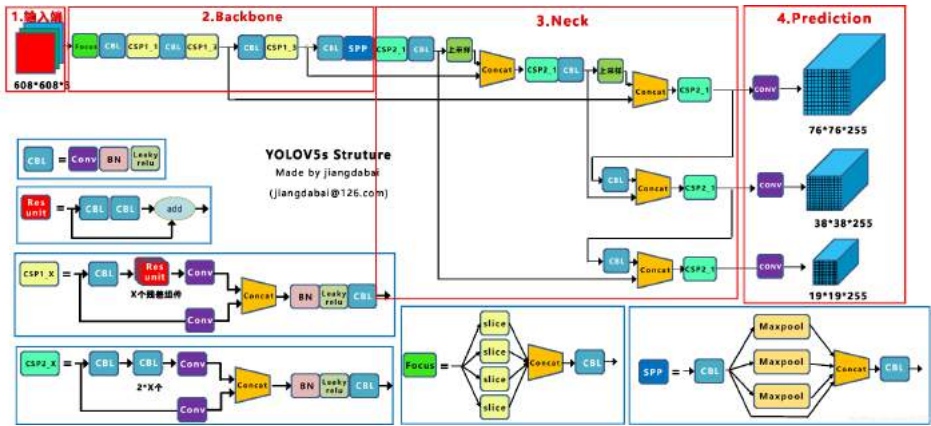 1.输入端
2.Backbone
3.Neck
4.Prediction
608*608*3
Focus CBL CSP1_1 CBL CSP1_3 CBL CSP1_3 CBL SPP CSP2_1 CBL 上采样
Concat CSP2_1 CBL 上采样
Concat CSP2_1 CONV
76*76*255
YOLOV5s Struture
Made by jiangdabai
(jiangdabai@126.com)
CBL Concat CSP2_1 CONV
38*38*255
CBL Concat CSP2_1 CONV
19*19*255
CBL = Conv BN Leaky relu
Res unit = CBL CBL add
CSP1_X = CBL Res unit Conv
X个残差组件
Concat BN Leaky relu CBL
Conv
CSP2_X = CBL CBL Conv
2*X个
Concat BN Leaky relu CBL
Conv
Focus = slice
slice
slice
slice
Concat CBL
SPP = CBL Maxpool
Maxpool
Maxpool
Concat CBL